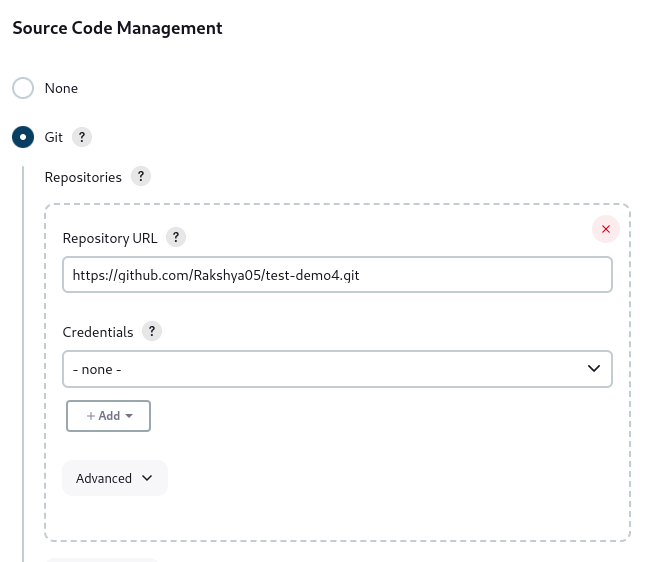 Source Code Management
None
Git ?
Repositories ?
Repository URL ?
https://github.com/Rakshya05/test-demo4.git
Credentials ?
- none -
+ Add
Advanced